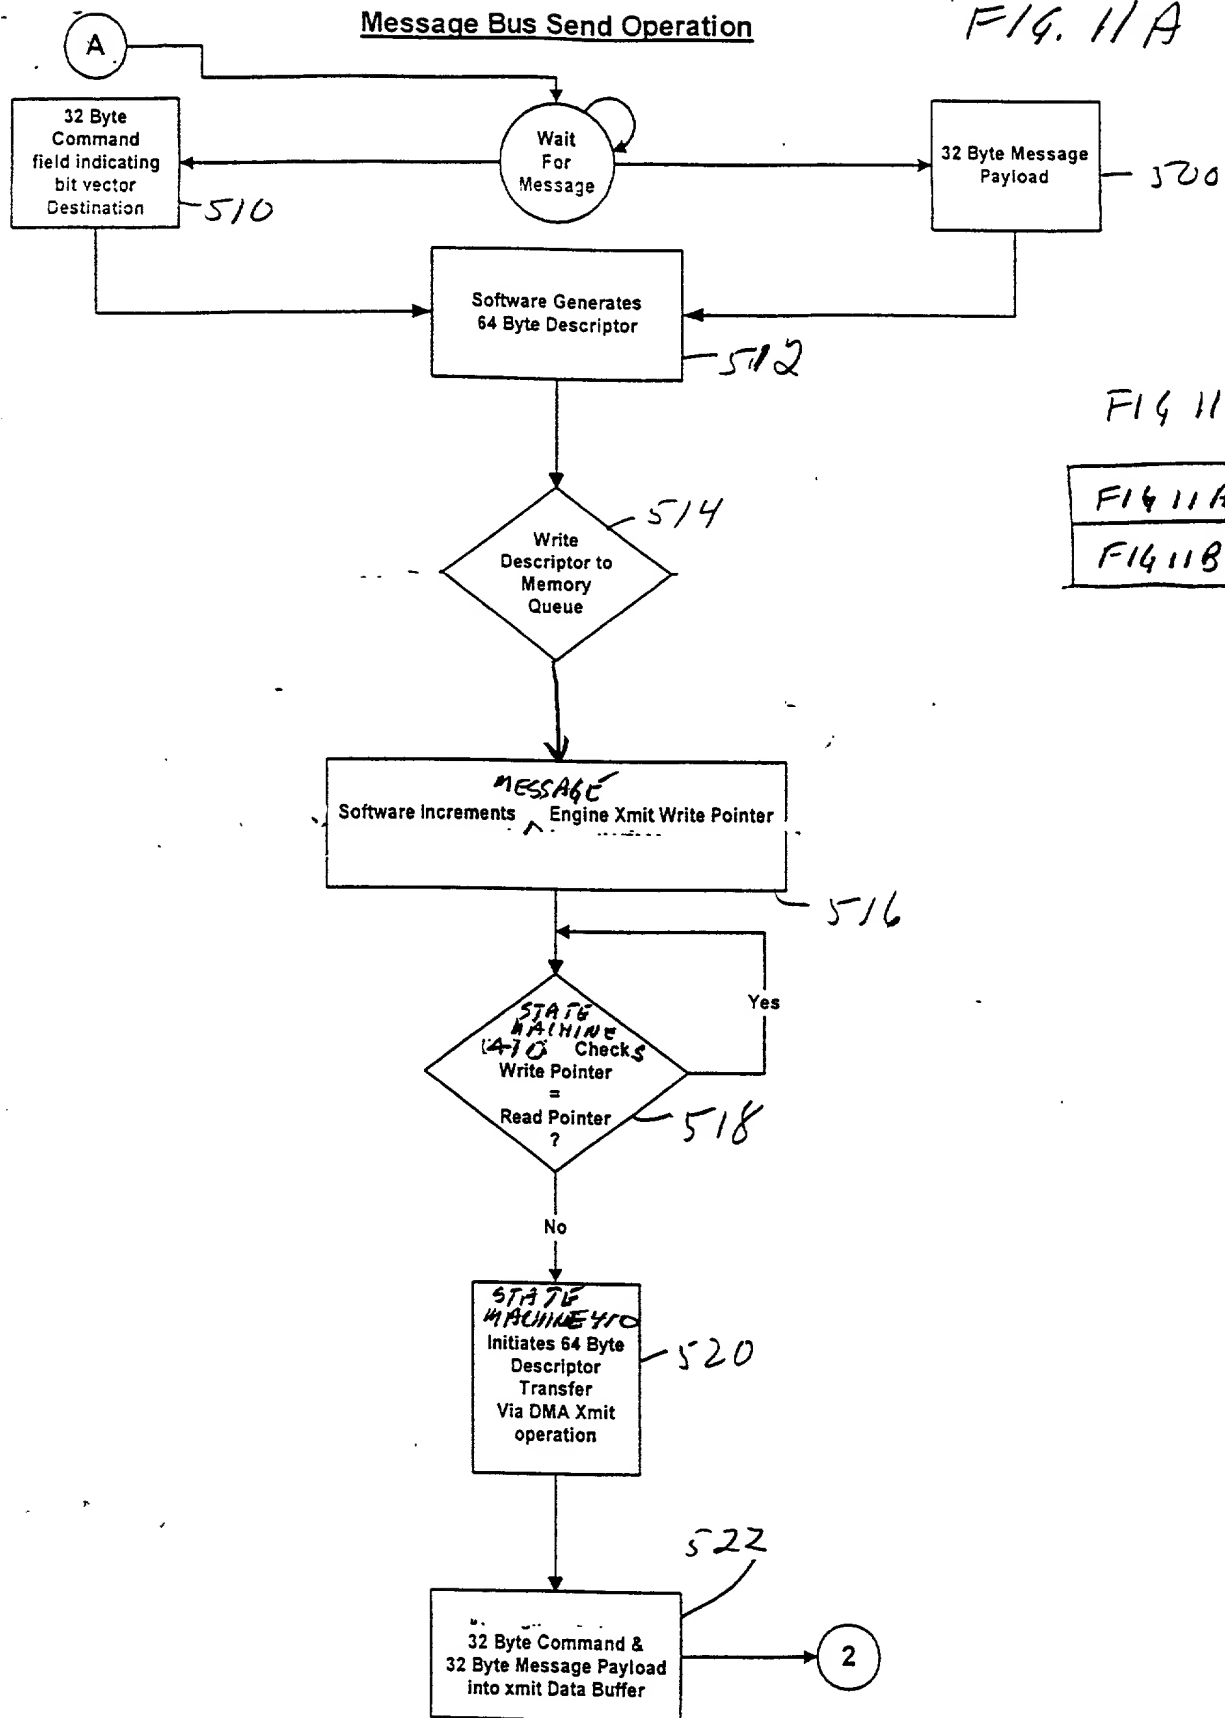 Message Bus Send Operation
FIG. 11A
A
32 Byte
Command
field indicating
bit vector
Destination
510
Wait
For
Message
32 Byte Message
Payload
500
Software Generates
64 Byte Descriptor
512
FIG 11
FIG 11A
FIG 11B
514
Write
Descriptor to
Memory
Queue
MESSAGE
Software Increments ^ Engine Xmit Write Pointer
516
Yes
STATE
MACHINE
Checks
Write Pointer
=
Read Pointer
?
518
No
STATE
MACHINE 410
Initiates 64 Byte
Descriptor
Transfer
Via DMA Xmit
operation
520
522
32 Byte Command &
32 Byte Message Payload
into xmit Data Buffer
2